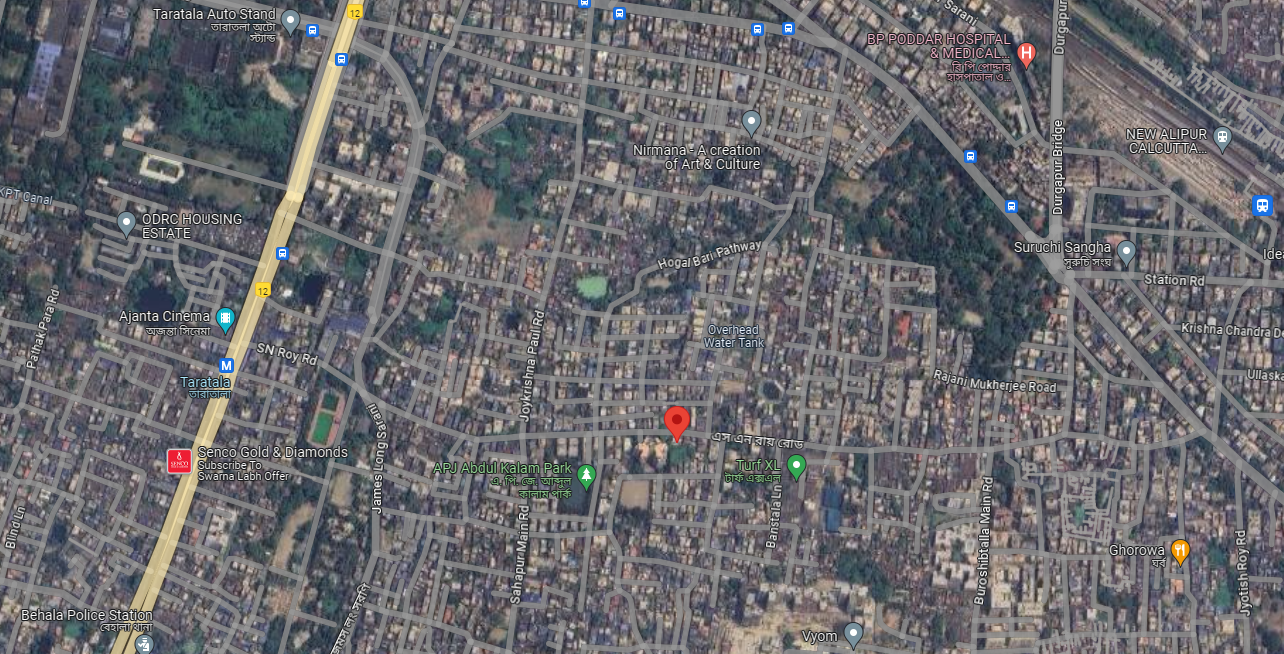 Sarani
Taratala Auto Stand
তারাতলা অটো
স্ট্যান্ড
12
Durgapur
BP PODDAR HOSPITAL
& MEDICAL...
বি পি পোদ্দার
হাসপাতাল ও...
H
NEW ALIPUR
CALCUTTA...
Nirmana - A creation
of Art & Culture
Durgapur Bridge
KPT Canal
ODRC HOUSING
ESTATE
Suruchi Sangha
সুরুচি সংঘ
Hogal Bari Pathway
Idea
Station Rd
12
Ajanta Cinema
অজন্তা সিনেমা
Overhead
Water Tank
Krishna Chandra De
Pathak Para Rd
SN Roy Rd
Joykrishna Paul Rd
M
Taratala
তারাতলা
Rajani Mukherjee Road
Ullaska
James Long Sarani
এস এন রায় রোড
Senco Gold & Diamonds
Subscribe To
Swarna Labh Offer
SENCO
APJ Abdul Kalam Park
এ. পি. জে. আব্দুল
কালাম পার্ক
Turf XL
টার্ফ এক্সএল
Blind Ln
Sahapur Main Rd
Banstala Ln
Buroshibtalla Main Rd
Ghorowa
Jyotish Roy Rd
Behala Police Station
বেহালা থানা
জেমস লং সরণি
Vyom